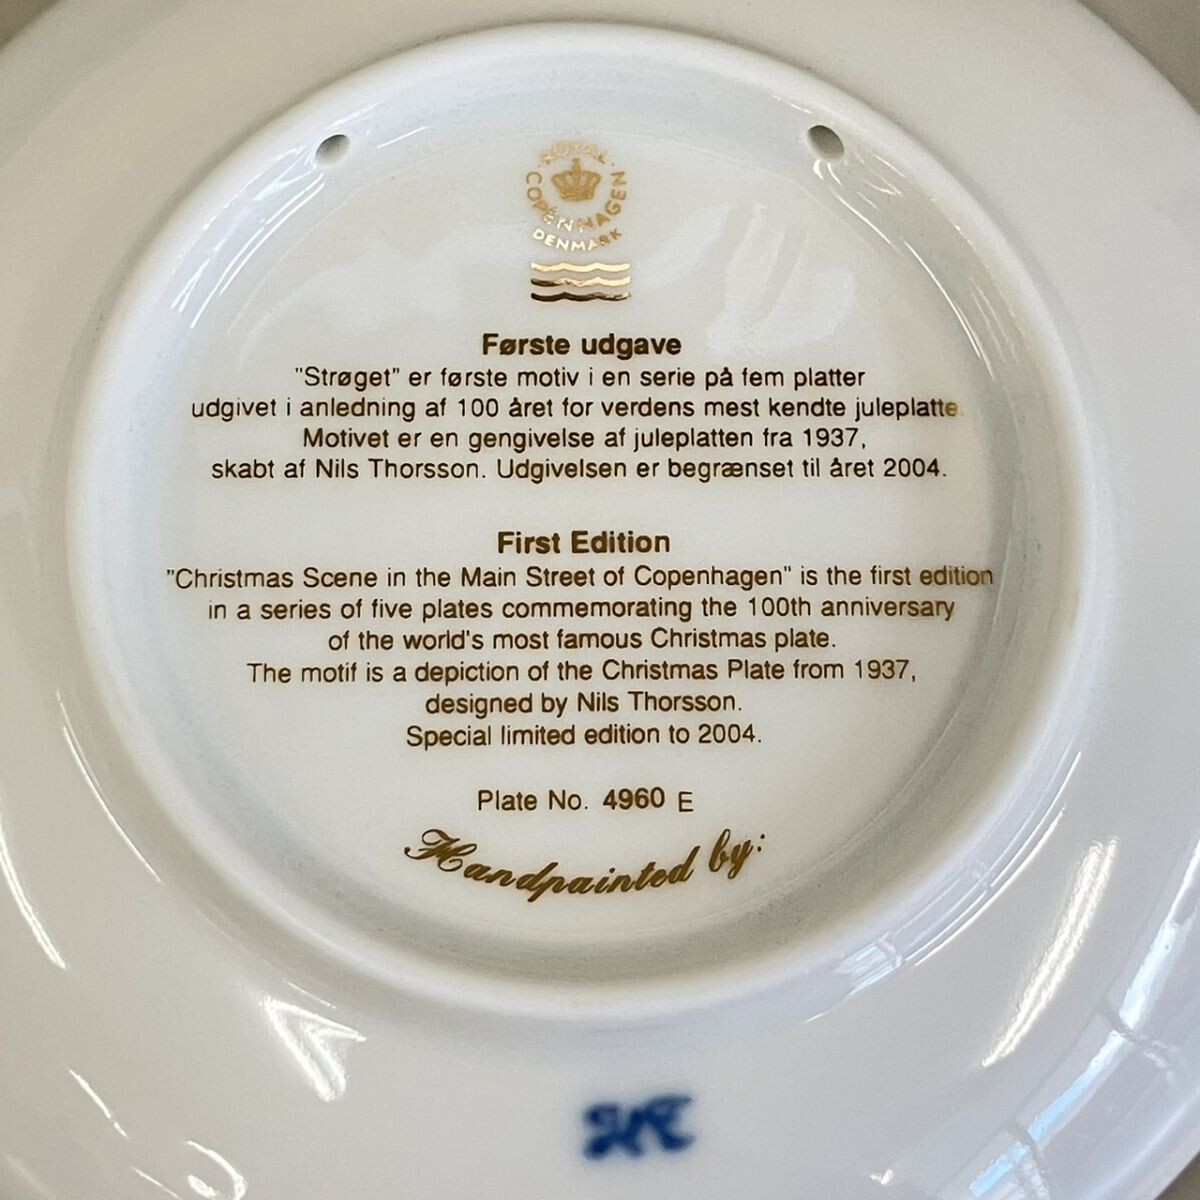 ROYAL
COPENHAGEN
DENMARK
Første udgave
"Strøget" er første motiv i en serie på fem platter
udgivet i anledning af 100 året for verdens mest kendte juleplatte.
Motivet er en gengivelse af juleplatten fra 1937,
skabt af Nils Thorsson. Udgivelsen er begrænset til året 2004.
First Edition
"Christmas Scene in the Main Street of Copenhagen" is the first edition
in a series of five plates commemorating the 100th anniversary
of the world's most famous Christmas plate.
The motif is a depiction of the Christmas Plate from 1937,
designed by Nils Thorsson.
Special limited edition to 2004.
Plate No. 4960 E
Handpainted by: